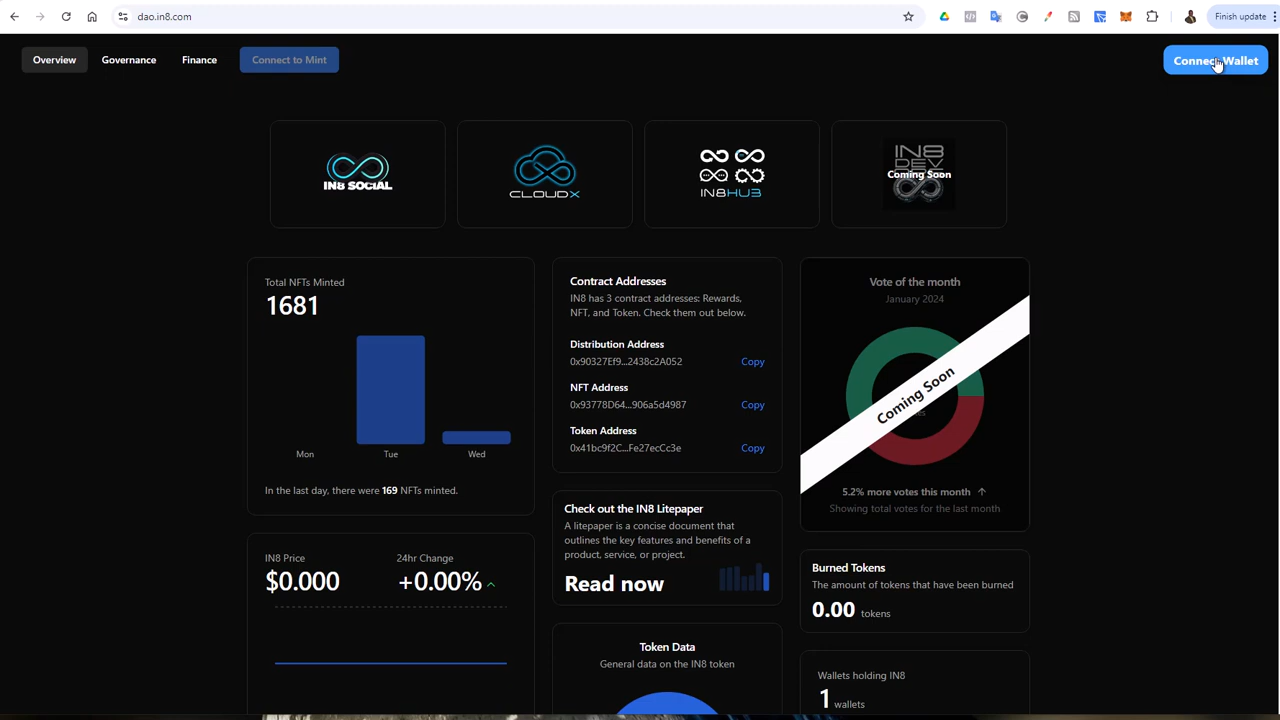 dao.in8.com
Finish update
Overview
Governance
Finance
Connect to Mint
Connect Wallet
IN8 SOCIAL
CLOUDX
IN8HUB
IN8
DEV
Coming Soon
Total NFTs Minted
1681
Mon
Tue
Wed
In the last day, there were 169 NFTs minted.
Contract Addresses
IN8 has 3 contract addresses: Rewards,
NFT, and Token. Check them out below.
Distribution Address
0x90327Ef9...2438c2A052
Copy
NFT Address
0x93778D64...906a5d4987
Copy
Token Address
0x41bc9f2C...Fe27ecCc3e
Copy
Vote of the month
January 2024
Coming Soon
5.2% more votes this month
Showing total votes for the last month
IN8 Price
$0.000
24hr Change
+0.00%
Check out the IN8 Litepaper
A litepaper is a concise document that
outlines the key features and benefits of a
product, service, or project.
Read now
Burned Tokens
The amount of tokens that have been burned
0.00 tokens
Token Data
General data on the IN8 token
Wallets holding IN8
1 wallets